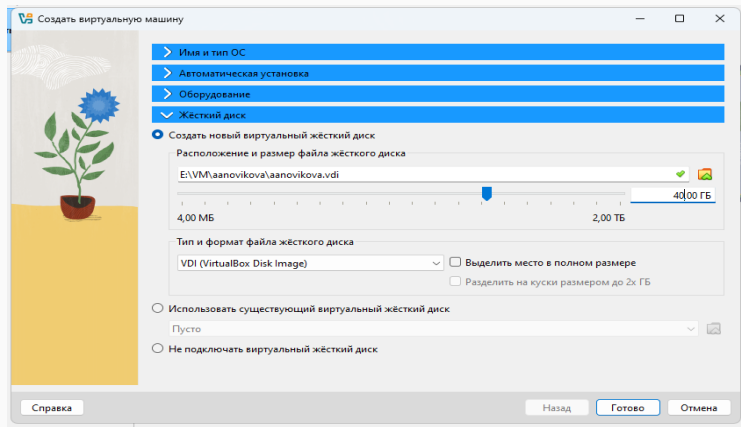 Создать виртуальную машину
Имя и тип ОС
Автоматическая установка
Оборудование
Жёсткий диск
Создать новый виртуальный жёсткий диск
Расположение и размер файла жёсткого диска
E:\VM\aanovikova\aanovikova.vdi
40,00 ГБ
4,00 МБ 2,00 ТБ
Тип и формат файла жёсткого диска
VDI (VirtualBox Disk Image) Выделить место в полном размере
Разделить на куски размером до 2х ГБ
Использовать существующий виртуальный жёсткий диск
Пусто
Не подключать виртуальный жёсткий диск
Справка Назад Готово Отмена